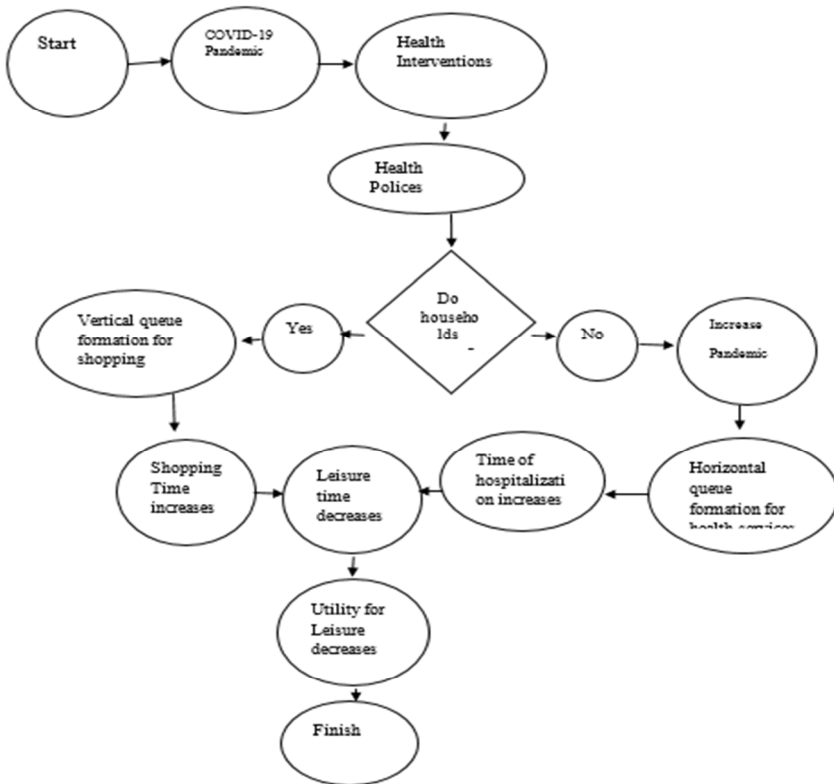 Start
COVID-19
Pandemic
Health
Interventions
Health
Polices
Do
househo
lds
Yes
No
Vertical queue
formation for
shopping
Increase
Pandemic
Shopping
Time
increases
Leisure
time
decreases
Time of
hospitalizati
on increases
Horizontal
queue
formation for
health services
Utility for
Leisure
decreases
Finish